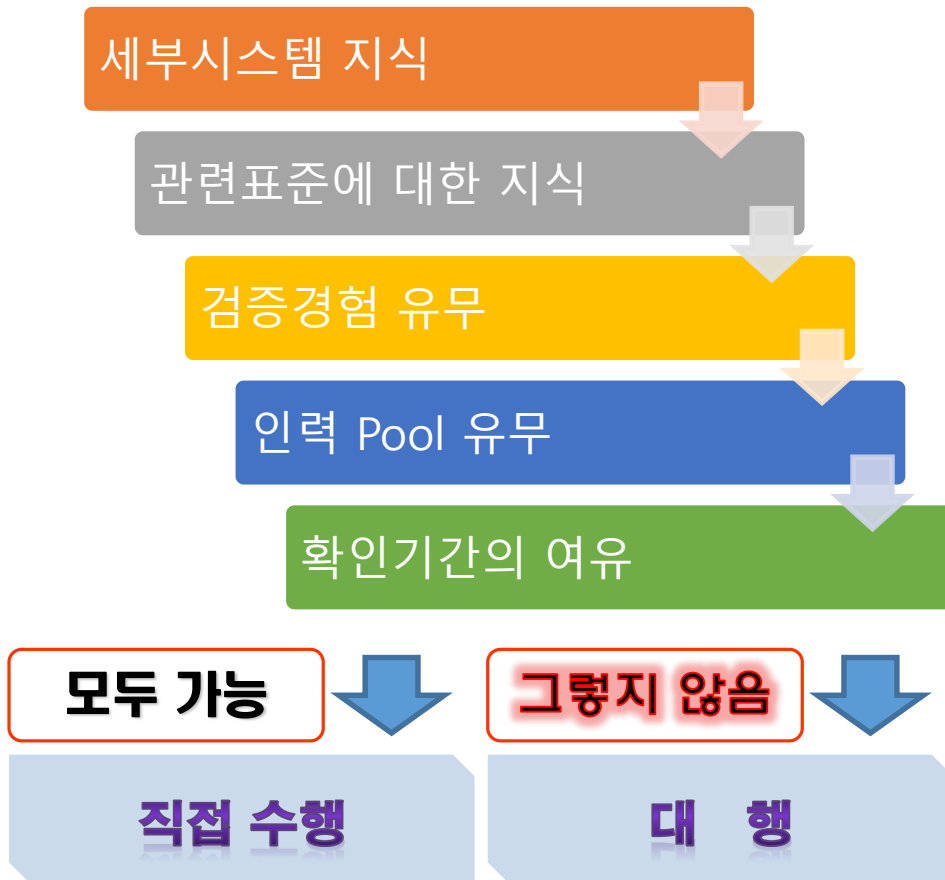 세부시스템 지식
관련표준에 대한 지식
검증경험 유무
인력 Pool 유무
확인기간의 여유
모두 가능
그렇지 않음
직접 수행
대 행